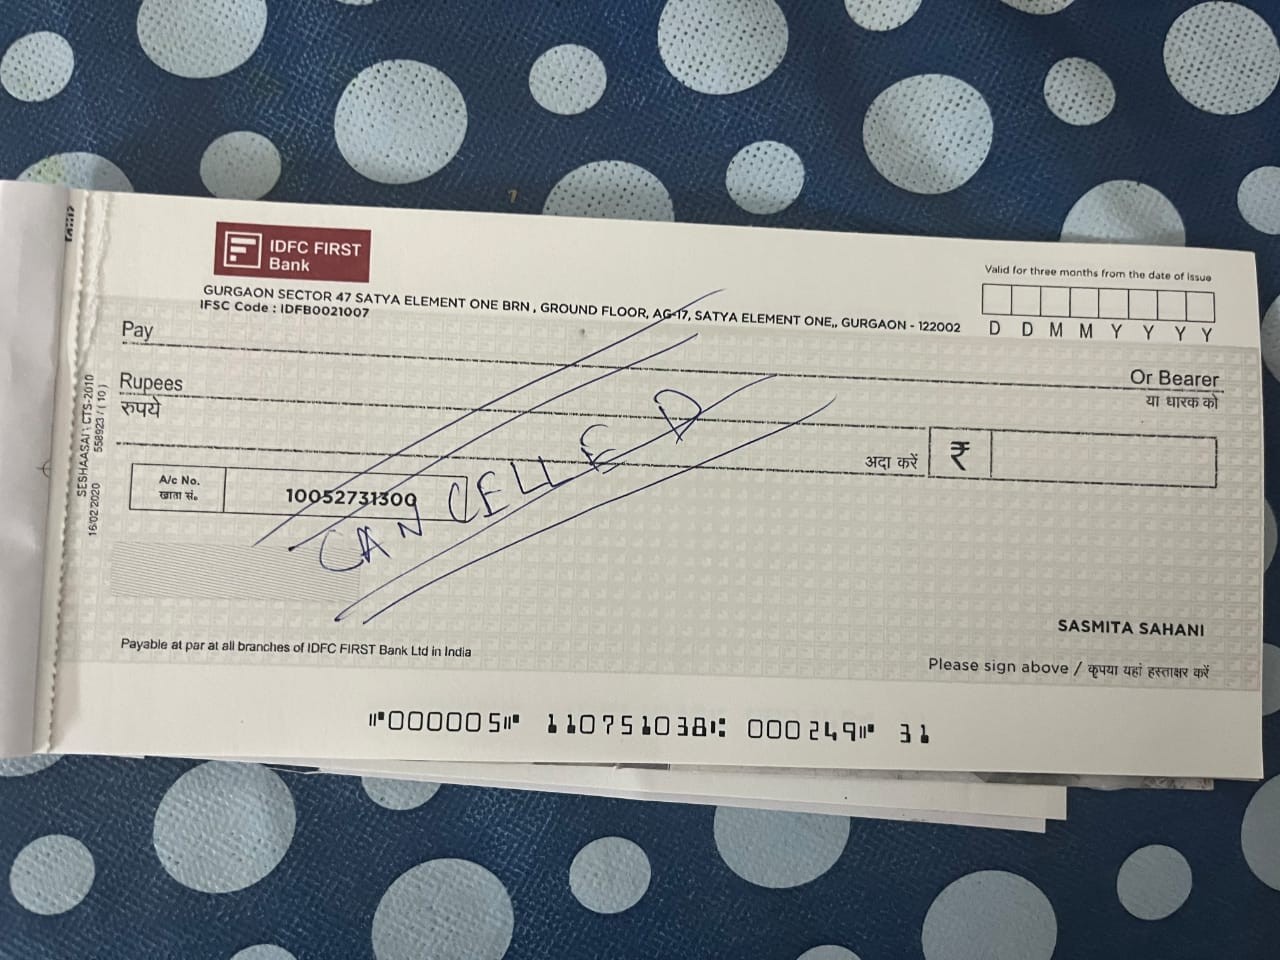 IDFC FIRST
Bank
Valid for three months from the date of issue
GURGAON SECTOR 47 SATYA ELEMENT ONE BRN , GROUND FLOOR, AG-17, SATYA ELEMENT ONE,, GURGAON - 122002
IFSC Code : IDFB0021007
D D M M Y Y Y Y
Pay
Or Bearer
या धारक को
Rupees
रुपये
अदा करें ₹
A/c No.
खाता सं. 10052731309
CANCELLED
SESHAASAI : CTS-2010
16/02/2020 558923 / ( 10 )
SASMITA SAHANI
Payable at par at all branches of IDFC FIRST Bank Ltd in India
Please sign above / कृपया यहां हस्ताक्षर करें
⑈000005⑈ 110751038⑆ 000249⑈ 31